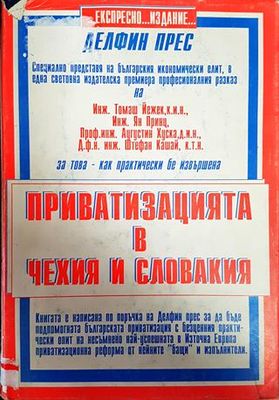 ...ЕКСПРЕСНО...ИЗДАНИЕ...
ДЕЛФИН ПРЕС
Специално представя на българския икономически елит, в
една световна издателска премиера професионалния разказ
на
Инж. Томаш Йежек,к.и.н.,
Инж. Ян Принц,
Проф.инж. Аугустин Хуска,д.и.н.,
Д.ф.н. инж. Щефан Кашай, к.т.н.
за това - как практически бе извършена
ПРИВАТИЗАЦИЯТА
В
ЧЕХИЯ И СЛОВАКИЯ
Книгата е написана по поръчка на Делфин прес за да бъде
подпомогната българската приватизация с безценния практи-
чески опит на несъмнено най-успешната в Източна Европа
приватизационна реформа от нейните "бащи" и изпълнители.